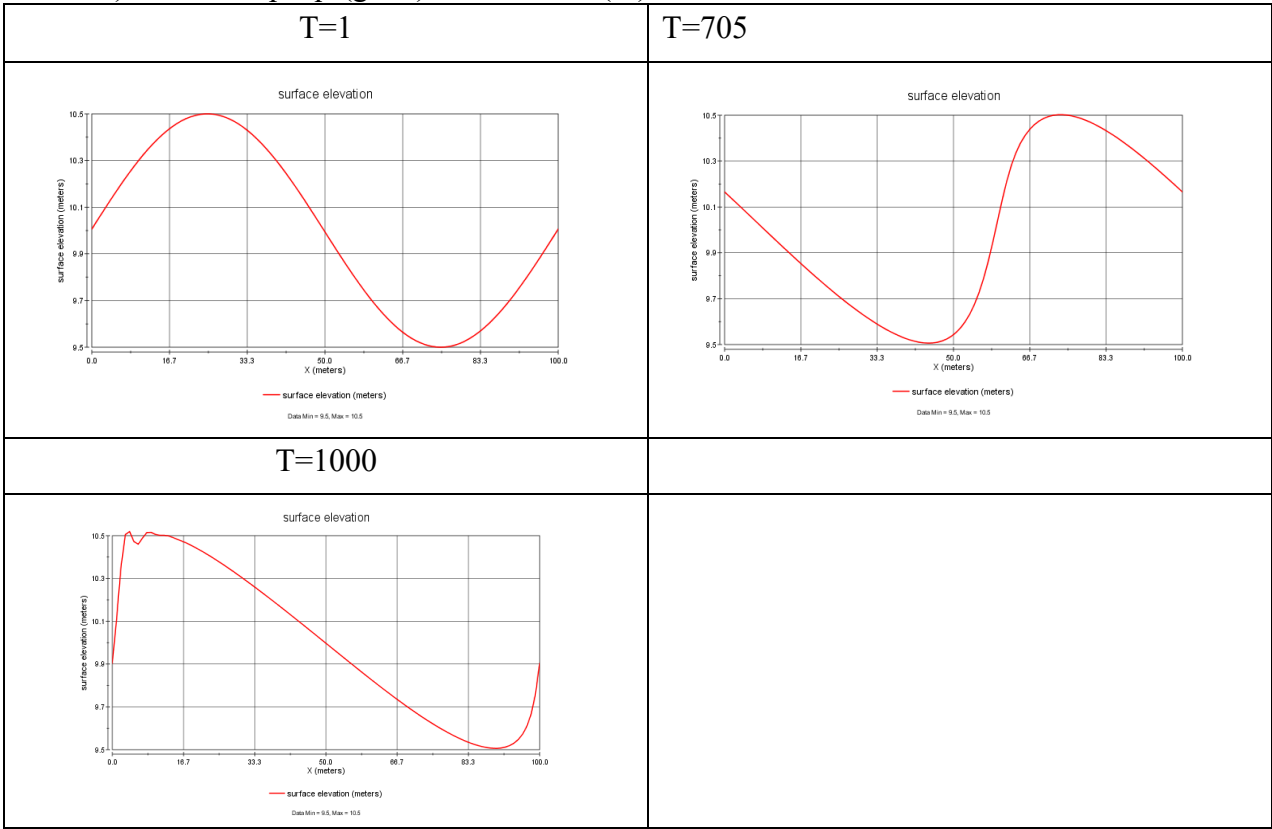 T=1
T=705
surface elevation
10.5
10.3
10.1
9.9
9.7
9.5
surface elevation (meters)
0.0 16.7 33.3 50.0 66.7 83.3 100.0
X (meters)
surface elevation (meters)
Data Min = 9.5, Max = 10.5
surface elevation
10.5
10.3
10.1
9.9
9.7
9.5
surface elevation (meters)
0.0 16.7 33.3 50.0 66.7 83.3 100.0
X (meters)
surface elevation (meters)
Data Min = 9.5, Max = 10.5
T=1000
surface elevation
10.5
10.3
10.1
9.9
9.7
9.5
surface elevation (meters)
0.0 16.7 33.3 50.0 66.7 83.3 100.0
X (meters)
surface elevation (meters)
Data Min = 9.5, Max = 10.5